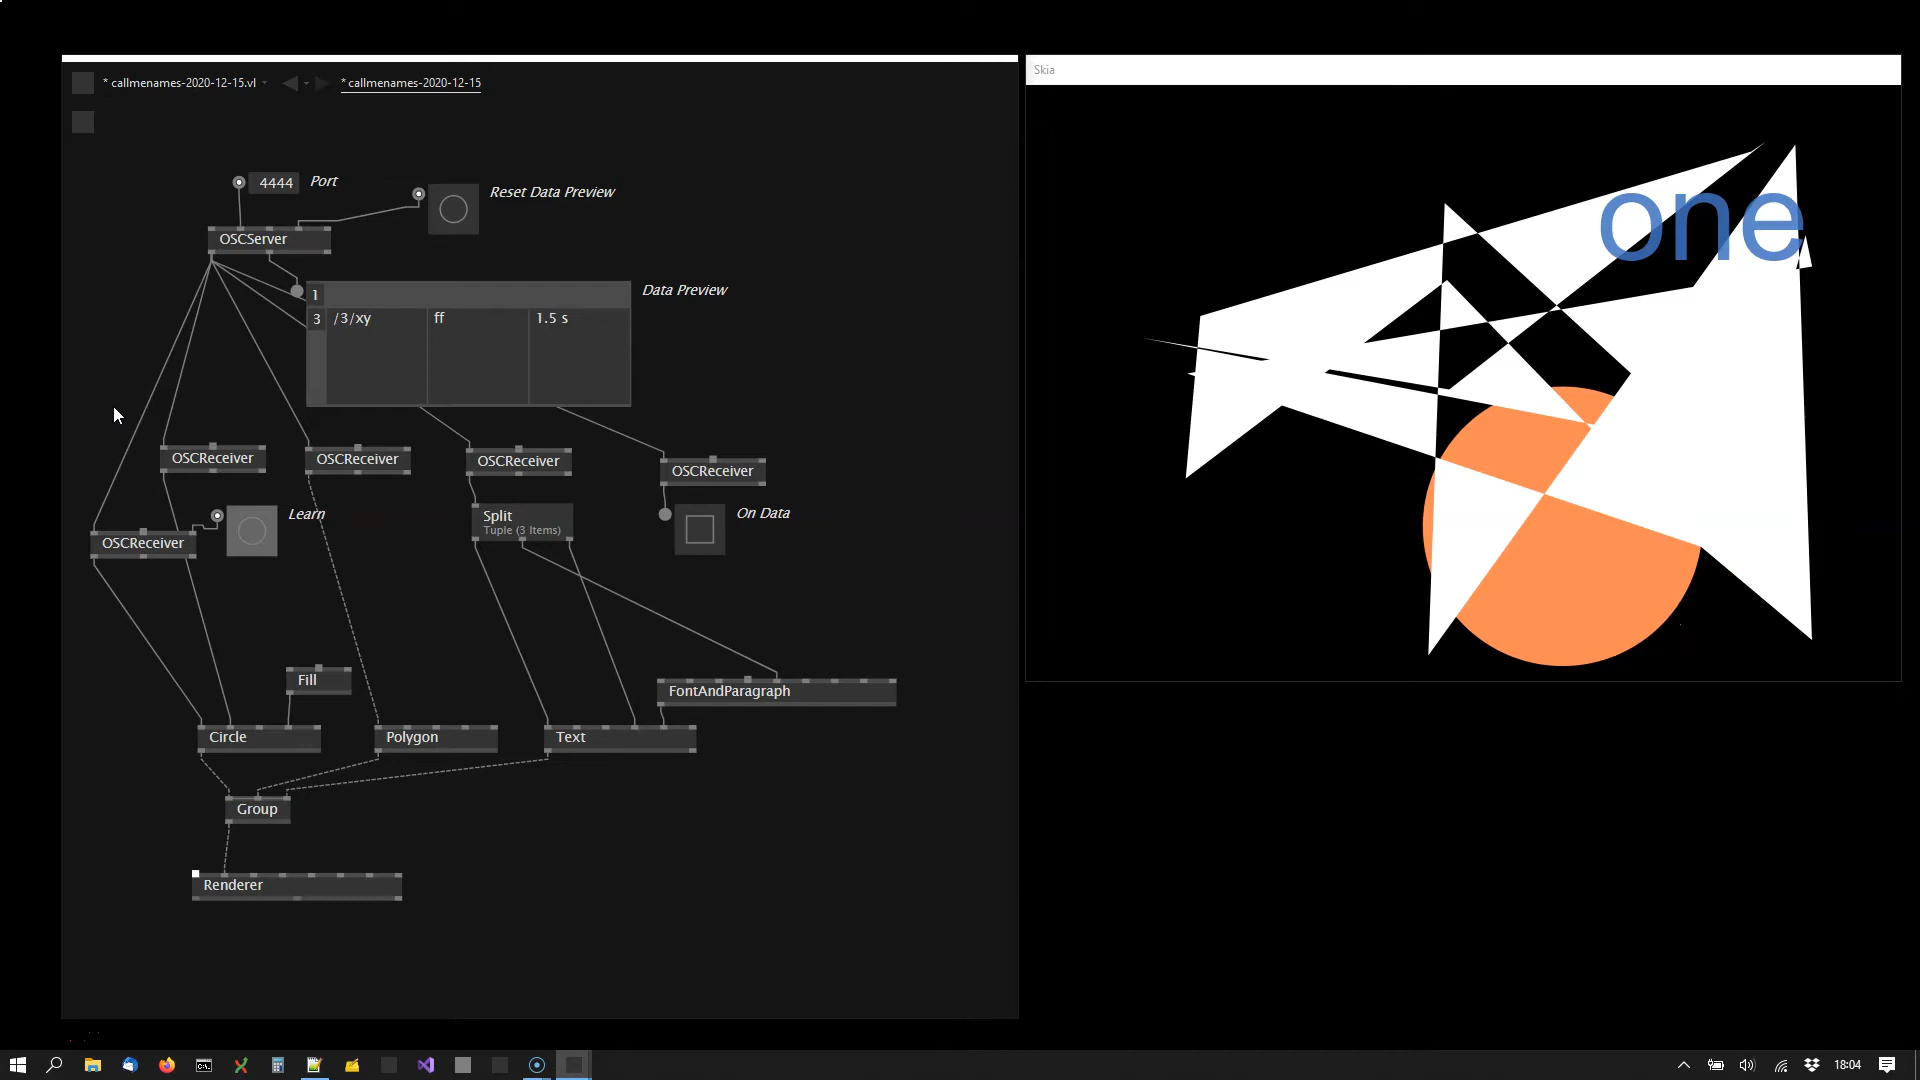 * callmenames-2020-12-15.vl
* callmenames-2020-12-15
Skia
4444
Port
Reset Data Preview
OSCServer
Data Preview
1
3
/3/xy
ff
1.5 s
one
OSCReceiver
OSCReceiver
OSCReceiver
OSCReceiver
Split
Tuple (3 Items)
On Data
Learn
OSCReceiver
Fill
FontAndParagraph
Circle
Polygon
Text
Group
Renderer
18:04